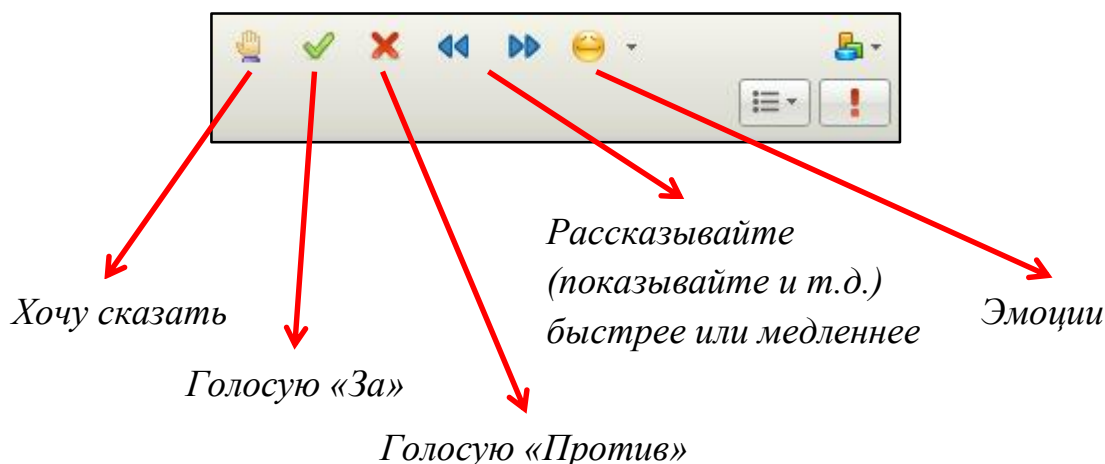 Рассказывайте
(показывайте и т.д.)
быстрее или медленнее
Хочу сказать
Эмоции
Голосую «За»
Голосую «Против»